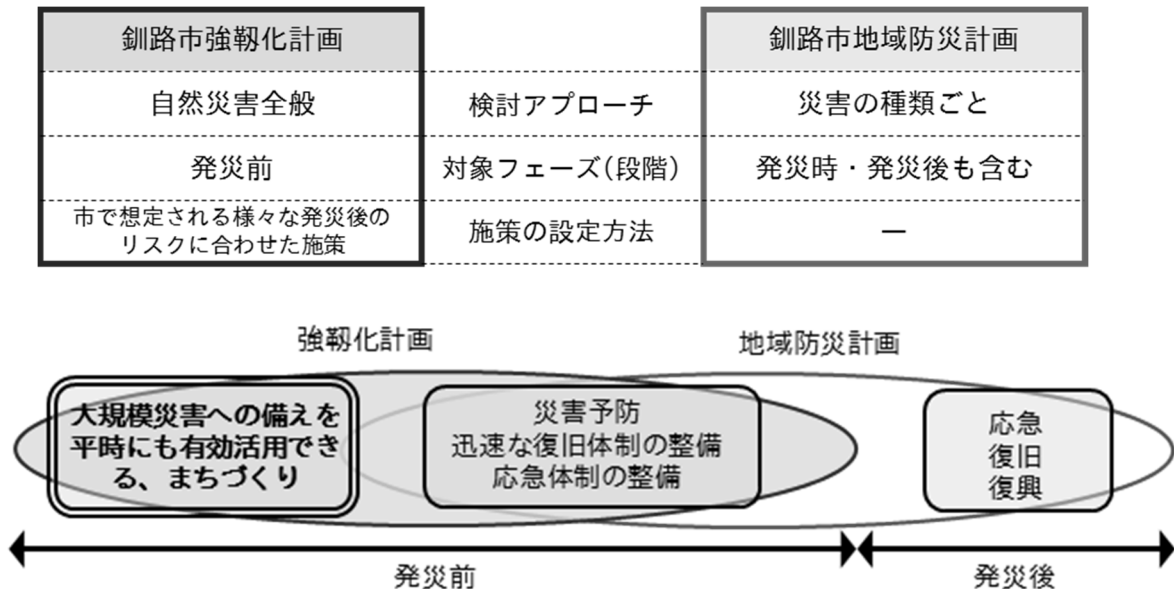 釧路市強靱化計画
釧路市地域防災計画
自然災害全般
検討アプローチ
災害の種類ごと
発災前
対象フェーズ(段階)
発災時・発災後も含む
市で想定される様々な発災後の
リスクに合わせた施策
施策の設定方法
―
強靱化計画
地域防災計画
大規模災害への備えを
平時にも有効活用でき
る、まちづくり
災害予防
迅速な復旧体制の整備
応急体制の整備
応急
復旧
復興
発災前
発災後